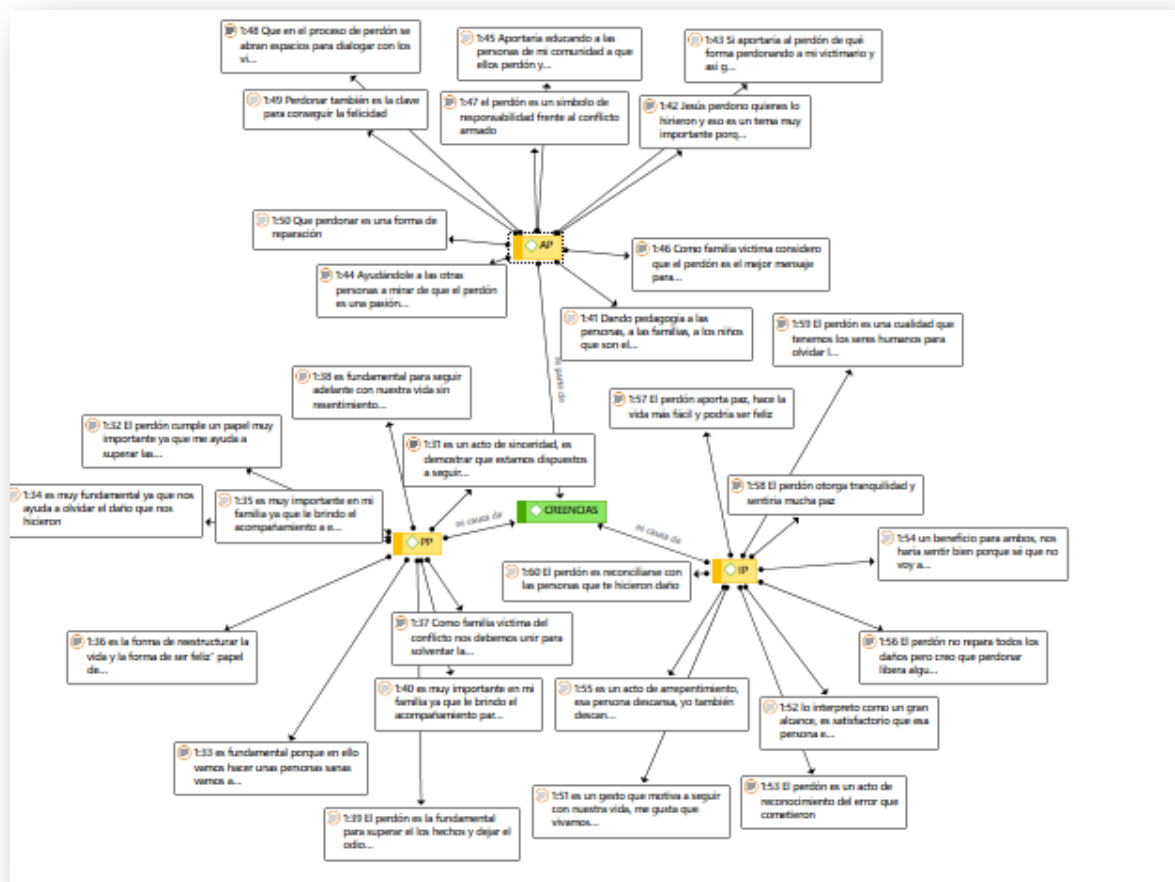 1:48 Que en el proceso de perdón se
abran espacios para dialogar con los
vi...
1:45 Aportaria educando a las
personas de mi comunidad a que
ellos perdón y...
1:43 Si aportaría al perdón de qué
forma perdonando a mi victimario y
asi g...
1:49 Perdonar también es la clave
para conseguir la felicidad
1:47 el perdón es un símbolo de
responsabilidad frente al conflicto
armado
1:42 Jesús perdono quienes lo
hirieron y eso es un tema muy
importante porq...
1:50 Que perdonar es una forma de
reparación
AP
1:46 Como familia victima considero
que el perdón es el mejor mensaje
para...
1:44 Ayudándole a las otras
personas a mirar de que el perdón
es una pasión...
1:41 Dando pedagogía a las
personas, a las familias, a los niños
que son el...
1:59 El perdón es una cualidad que
tenemos los seres humanos para
olvidar l...
es parte de
1:38 es fundamental para seguir
adelante con nuestra vida sin
resentimiento...
1:57 El perdón aporta paz, hace la
vida más fácil y podría ser feliz
1:32 El perdón cumple un papel muy
importante ya que me ayuda a
superar las...
1:31 es un acto de sinceridad, es
demostrar que estamos dispuestos
a seguir...
1:58 El perdón otorga tranquilidad y
sentiría mucha paz
1:34 es muy fundamental ya que nos
ayuda a olvidar el daño que nos
hicieron
1:35 es muy importante en mi
familia ya que le brindo el
acompañamiento a e...
CREENCIAS
es causa de
es causa de
PP
1:54 un beneficio para ambos, nos
haría sentir bien porque sé que no
voy a...
1:60 El perdón es reconciliarse con
las personas que te hicieron daño
IP
1:37 Como familia víctima del
conflicto nos debemos unir para
solventar la...
1:36 es la forma de reestructurar la
vida y la forma de ser feliz" papel
de...
1:56 El perdón no repara todos los
daños pero creo que perdonar
libera algu...
1:40 es muy importante en mi
familia ya que le brindo el
acompañamiento par...
1:55 es un acto de arrepentimiento,
esa persona descansa, yo también
descan...
1:52 lo interpreto como un gran
alcance, es satisfactorio que esa
persona e...
1:33 es fundamental porque en ello
vamos hacer unas personas sanas
vamos a...
1:53 El perdón es un acto de
reconocimiento del error que
cometieron
1:51 es un gesto que motiva a seguir
con nuestra vida, me gusta que
vivamos...
1:39 El perdón es la fundamental
para superar el los hechos y dejar el
odio...